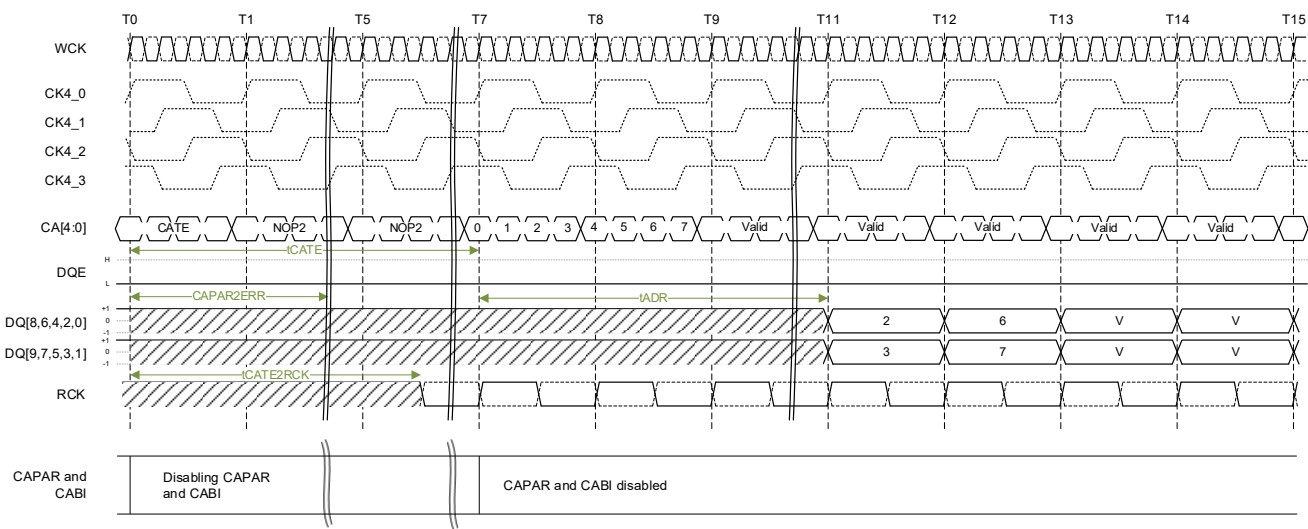 T0 T1 T5 T7 T8 T9 T11 T12 T13 T14 T15
WCK
CK4_0
CK4_1
CK4_2
CK4_3
CA[4:0] CATE NOP2 NOP2 0 1 2 3 4 5 6 7 Valid Valid Valid Valid Valid
tCATE
H
DQE
L
CAPAR2ERR tADR
+1
DQ[8,6,4,2,0] 0 2 6 V V
-1
+1
DQ[9,7,5,3,1] 0 3 7 V V
-1
tCATE2RCK
RCK
CAPAR and
CABI
Disabling CAPAR
and CABI
CAPAR and CABI disabled